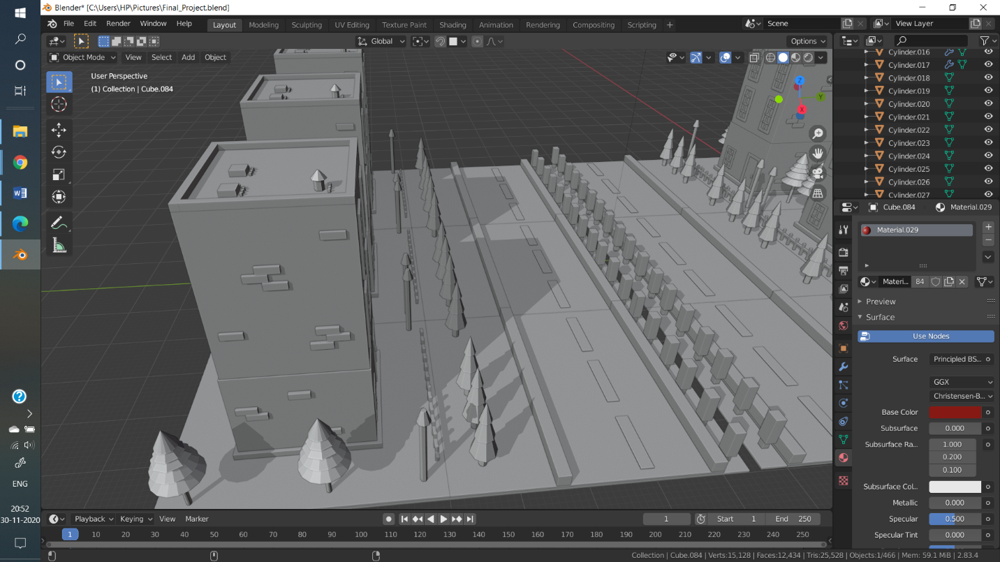 Blender* [C:\Users\HP\Pictures\Final_Project.blend]
File Edit Render Window Help Layout Modeling Sculpting UV Editing Texture Paint Shading Animation Rendering Compositing Scripting + Scene View Layer
Global Options
Object Mode View Select Add Object
User Perspective
(1) Collection | Cube.084
Z
Y
X
Cylinder.016
Cylinder.017
Cylinder.018
Cylinder.019
Cylinder.020
Cylinder.021
Cylinder.022
Cylinder.023
Cylinder.024
Cylinder.025
Cylinder.026
Cylinder.027
Cube.084 Material.029
Material.029
Materi... 84
Preview
Surface
Use Nodes
Surface Principled BS...
GGX
Christensen-B...
Base Color
Subsurface 0.000
Subsurface Ra... 1.000
0.200
0.100
Subsurface Col...
Metallic 0.000
Specular 0.500
Specular Tint 0.000
Playback Keying View Marker 1 Start 1 End 250
1 10 20 30 40 50 60 70 80 90 100 110 120 130 140 150 160 170 180 190 200 210 220 230 240 250
Collection | Cube.084 | Verts:15,128 | Faces:12,434 | Tris:25,528 | Objects:1/466 | Mem: 59.1 MiB | 2.83.4
ENG
20:52
30-11-2020